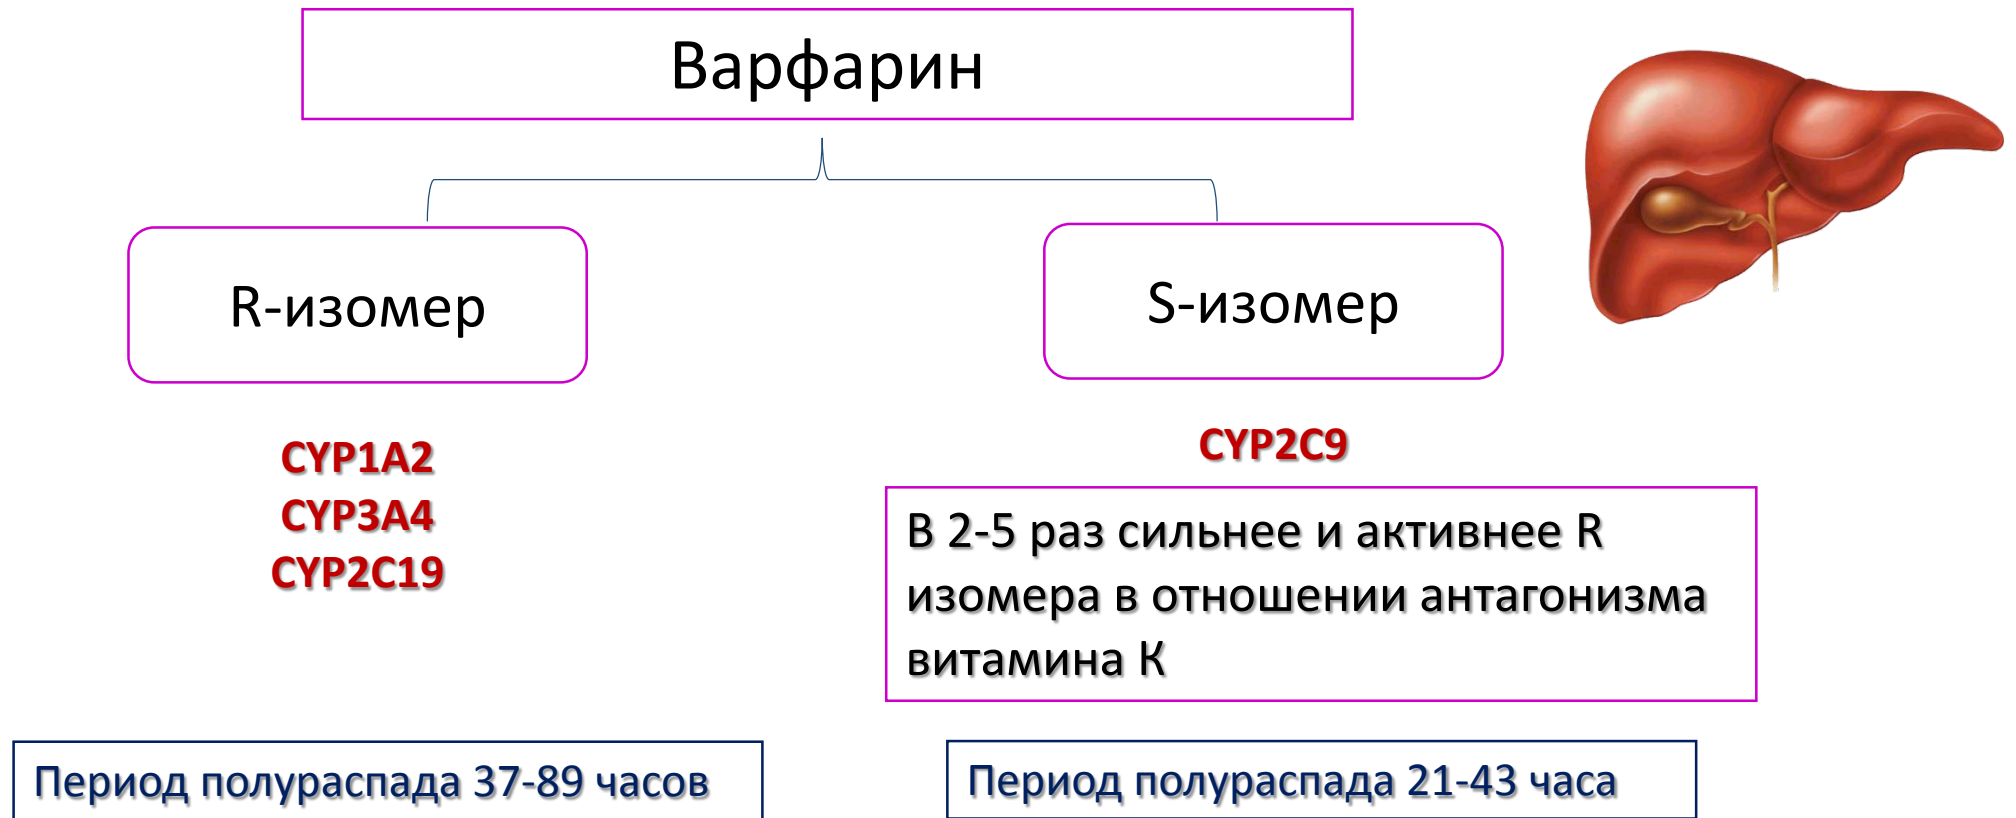 Варфарин
R-изомер
S-изомер
CYP1A2
CYP3A4
CYP2C19
CYP2C9
В 2-5 раз сильнее и активнее R
изомера в отношении антагонизма
витамина К
Период полураспада 37-89 часов
Период полураспада 21-43 часа